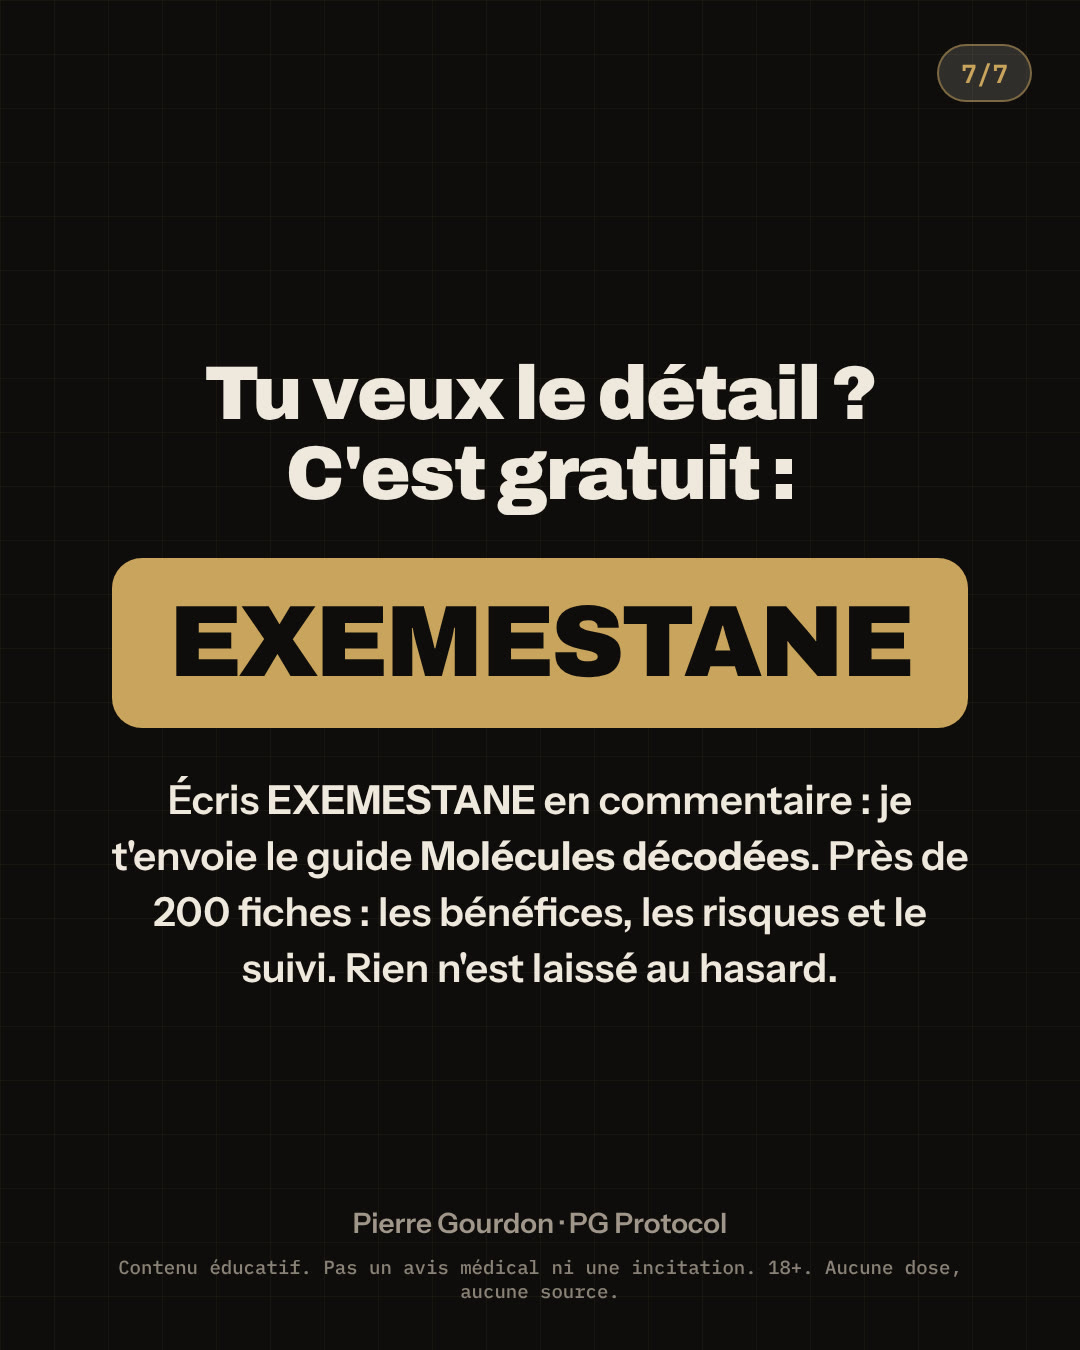 7/7
Tu veux le détail ?
C'est gratuit :
EXEMESTANE
Écris EXEMESTANE en commentaire : je
t'envoie le guide Molécules décodées. Près de
200 fiches : les bénéfices, les risques et le
suivi. Rien n'est laissé au hasard.
Pierre Gourdon · PG Protocol
Contenu éducatif. Pas un avis médical ni une incitation. 18+. Aucune dose,
aucune source.